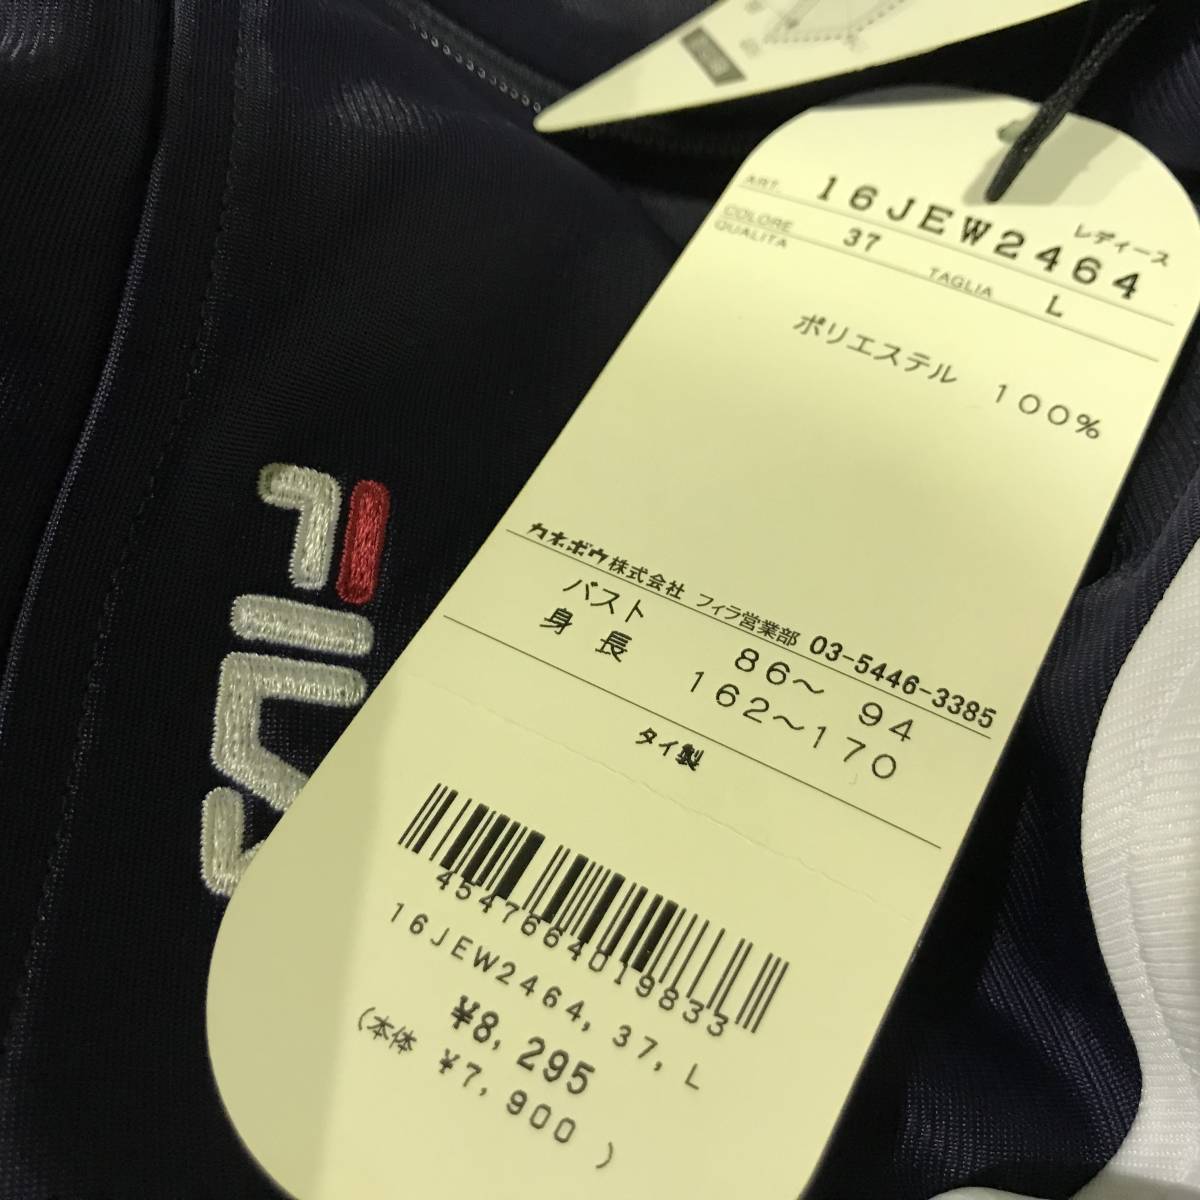 レディース
ART. 16JEW2464
COLORE 37 TAGLIA L
QUALITA
ポリエステル 100%
カネボウ株式会社 フィラ営業部 03-5446-3385
バスト 86～ 94
身 長 162～170
タイ製
4547664019833
16JEW2464, 37, L
¥8, 295
(本体 ¥7, 900 )
FILA